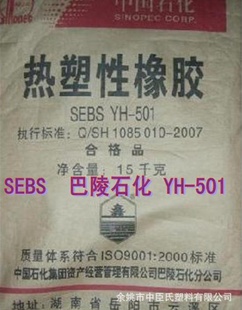 中国石化
SINOPEC CORP.
热塑性橡胶
SEBS YH-501
执行标准: Q/SH 1085 010-2007
合格品
净含量: 15千克
SEBS 巴陵石化 YH-501
质量体系符合ISO9001:2000标准
中国石化集团资产经营管理有限公司巴陵石化分公司
地址: 湖南省岳阳市云溪区
余姚市中臣氏塑料有限公司